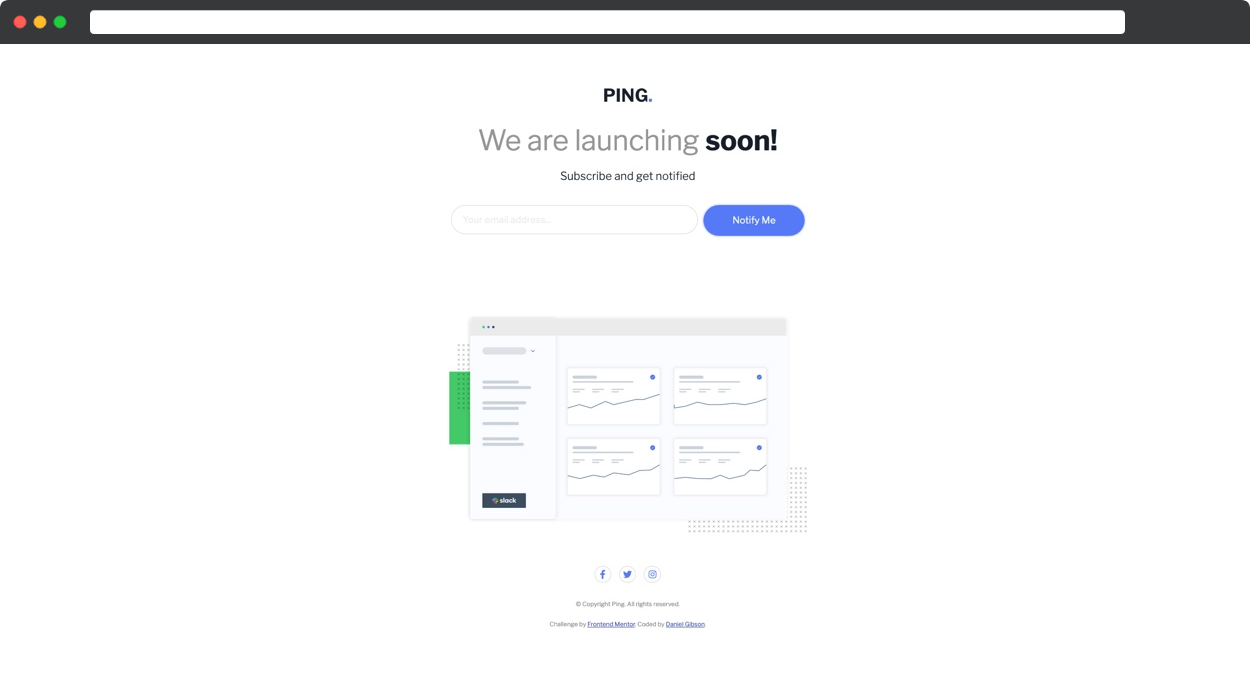 PING.
We are launching soon!
Subscribe and get notified
Your email address...
Notify Me
slack
© Copyright Ping. All rights reserved.
Challenge by Frontend Mentor. Coded by Daniel Gibson.